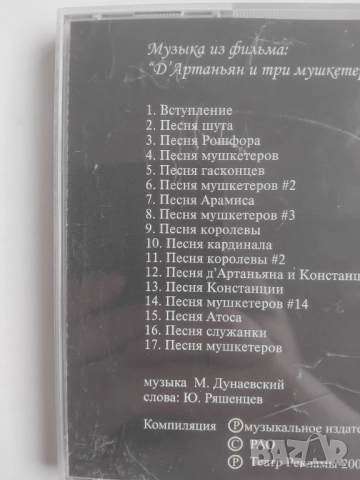 Музыка из фильма:
"Д'Артаньян и три мушкетер
1. Вступление
2. Песня шута
3. Песня Рошфора
4. Песня мушкетеров
5. Песня гасконцев
6. Песня мушкетеров #2
7. Песня Арамиса
8. Песня мушкетеров #3
9. Песня королевы
10. Песня кардинала
11. Песня королевы #2
12. Песня д'Артаньяна и Констанц
13. Песня Констанции
14. Песня мушкетеров #14
15. Песня Атоса
16. Песня служанки
17. Песня мушкетеров
музыка М. Дунаевский
слова: Ю. Ряшенцев
Компиляция ℗музыкальное издате
© РАО
℗ Театр Рекламы 200
BAZAR